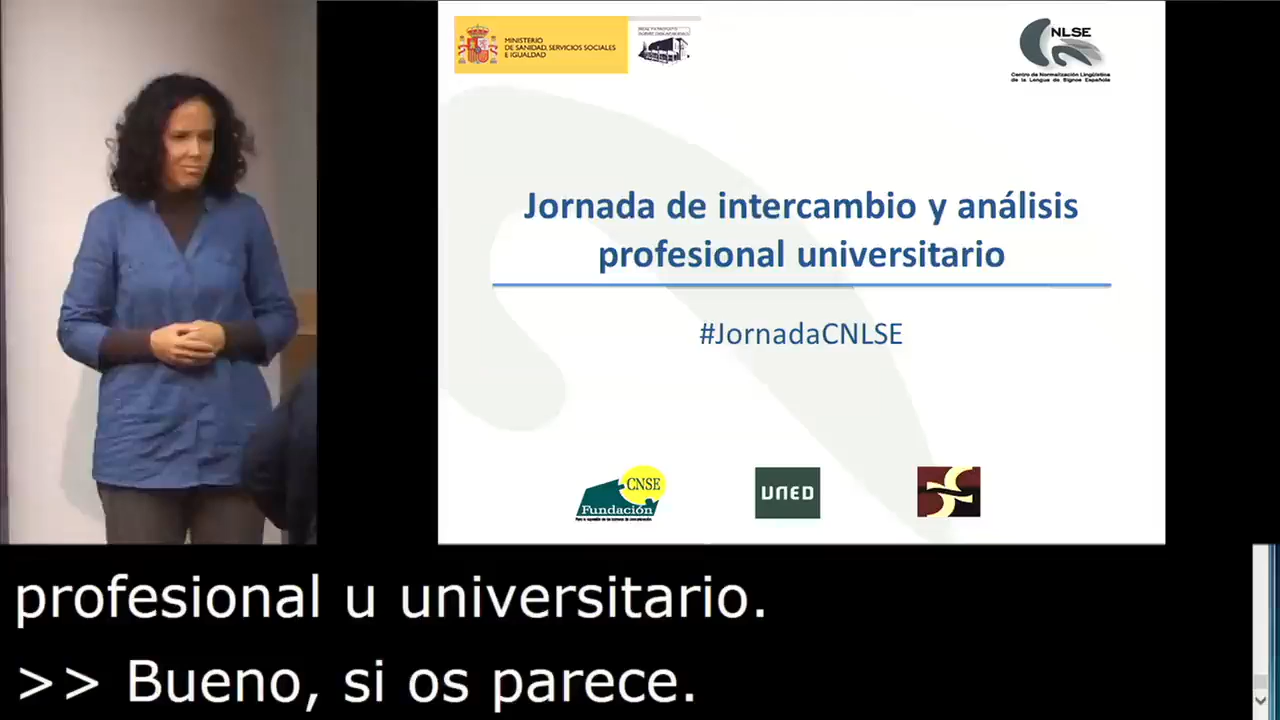 MINISTERIO
DE SANIDAD, SERVICIOS SOCIALES
E IGUALDAD
NLSE
Centro de Normalización Lingüística
de la Lengua de Signos Española
Jornada de intercambio y análisis
profesional universitario
#JornadaCNLSE
CNSE
Fundación
UNED
profesional u universitario.
>> Bueno, si os parece.